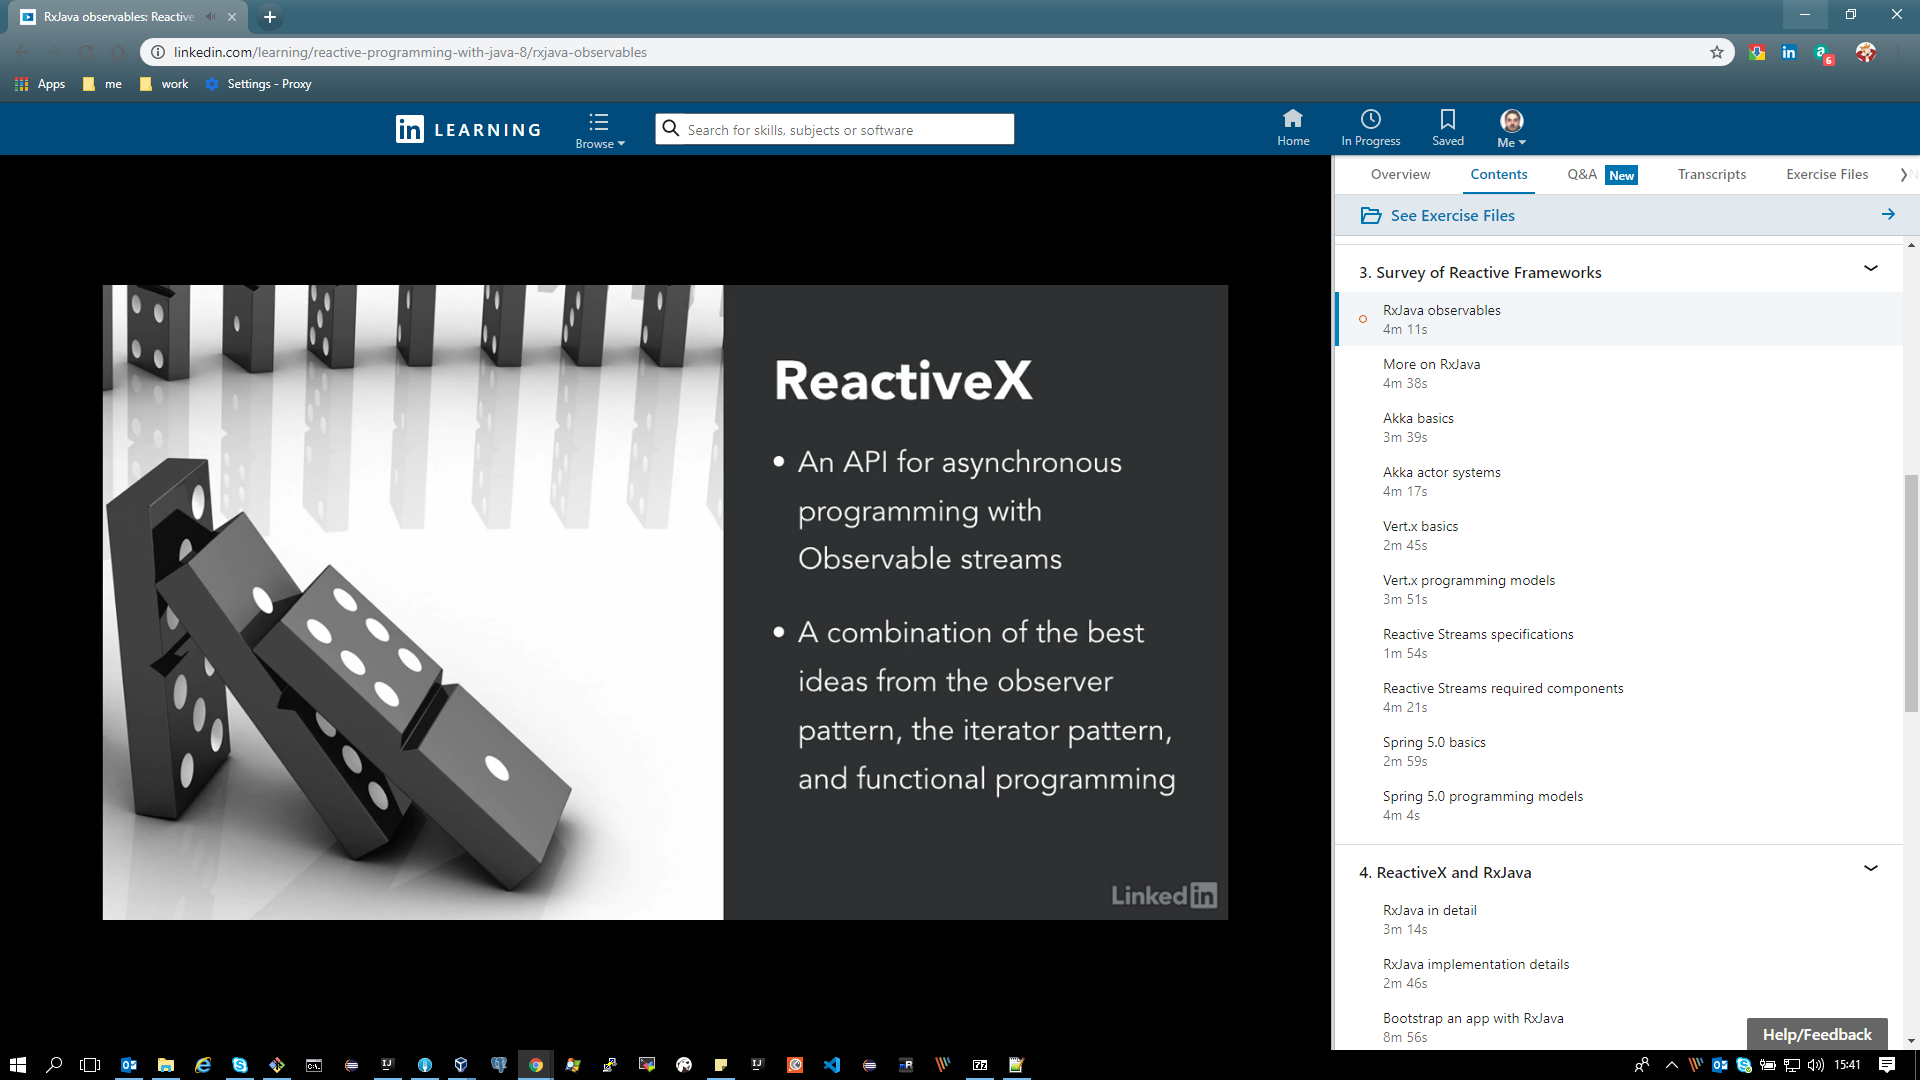 RxJava observables: Reactive
linkedin.com/learning/reactive-programming-with-java-8/rxjava-observables
6
Apps
me
work
Settings - Proxy
in LEARNING
Browse
Search for skills, subjects or software
Home
In Progress
Saved
Me
Overview
Contents
Q&A New
Transcripts
Exercise Files
See Exercise Files
3. Survey of Reactive Frameworks
RxJava observables
4m 11s
More on RxJava
4m 38s
Akka basics
3m 39s
Akka actor systems
4m 17s
Vert.x basics
2m 45s
Vert.x programming models
3m 51s
Reactive Streams specifications
1m 54s
Reactive Streams required components
4m 21s
Spring 5.0 basics
2m 59s
Spring 5.0 programming models
4m 4s
4. ReactiveX and RxJava
RxJava in detail
3m 14s
RxJava implementation details
2m 46s
Bootstrap an app with RxJava
8m 56s
Help/Feedback
ReactiveX
• An API for asynchronous
programming with
Observable streams
• A combination of the best
ideas from the observer
pattern, the iterator pattern,
and functional programming
Linked in
15:41